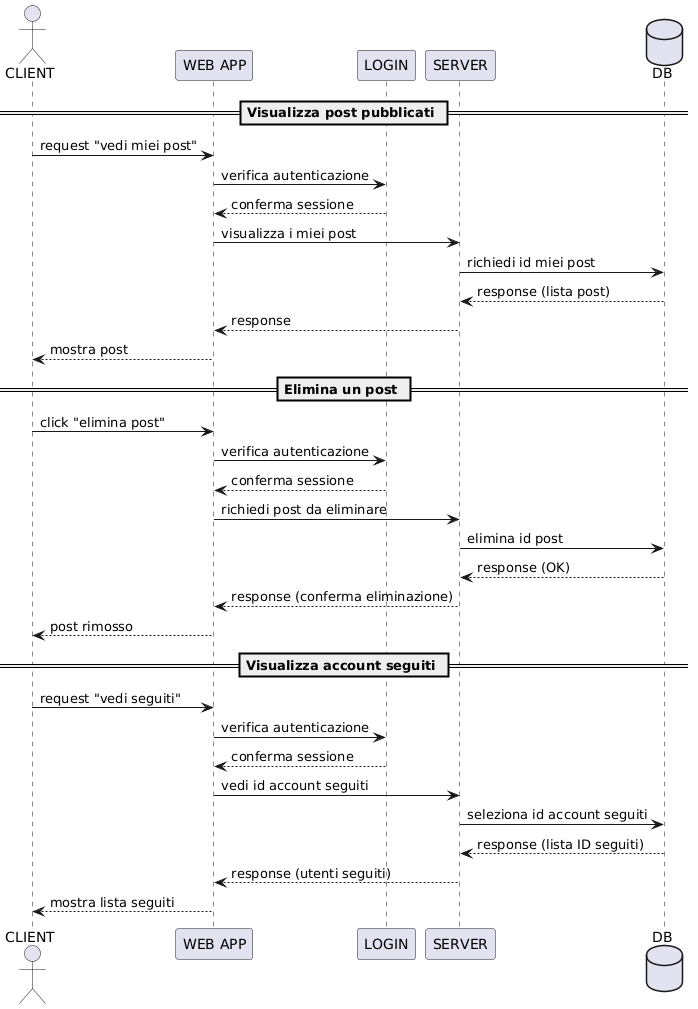 CLIENT
WEB APP
LOGIN
SERVER
DB
Visualizza post pubblicati
request "vedi miei post"
verifica autenticazione
conferma sessione
visualizza i miei post
richiedi id miei post
response (lista post)
response
mostra post
Elimina un post
click "elimina post"
verifica autenticazione
conferma sessione
richiedi post da eliminare
elimina id post
response (OK)
response (conferma eliminazione)
post rimosso
Visualizza account seguiti
request "vedi seguiti"
verifica autenticazione
conferma sessione
vedi id account seguiti
seleziona id account seguiti
response (lista ID seguiti)
response (utenti seguiti)
mostra lista seguiti
CLIENT
WEB APP
LOGIN
SERVER
DB